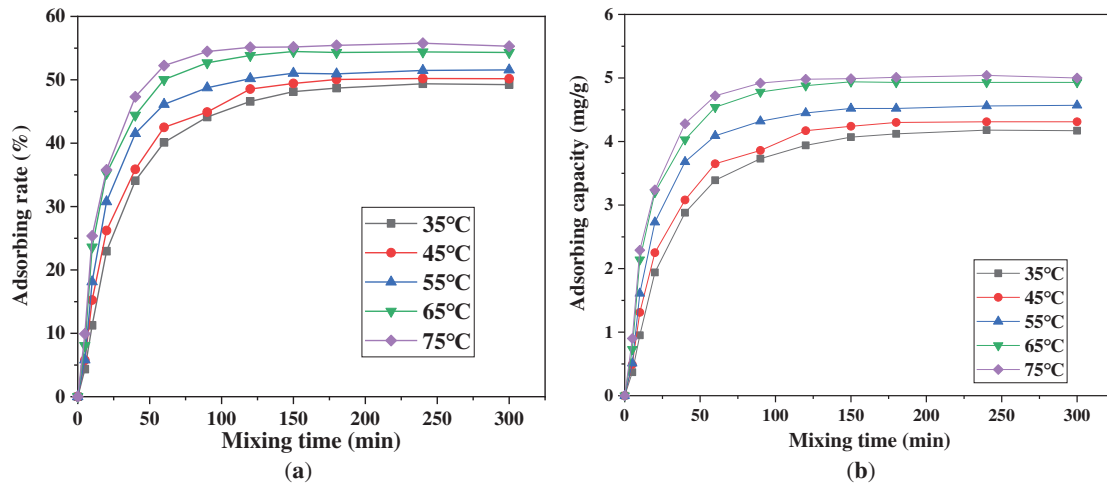 60
50
40
30
20
10
0
Adsorbing rate (%)
35°C
45°C
55°C
65°C
75°C
0 50 100 150 200 250 300
Mixing time (min)
(a)
6
5
4
3
2
1
0
Adsorbing capacity (mg/g)
35°C
45°C
55°C
65°C
75°C
0 50 100 150 200 250 300
Mixing time (min)
(b)